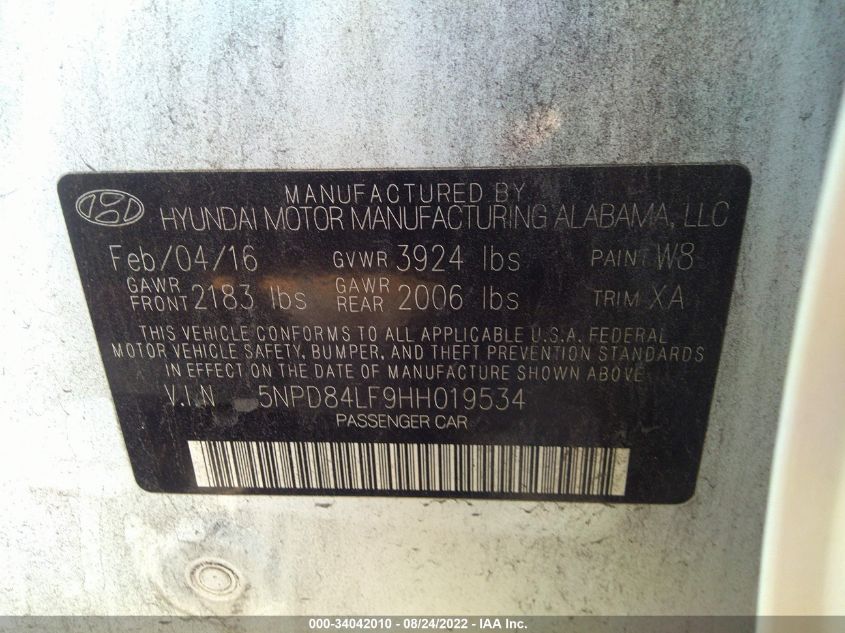 MANUFACTURED BY
HYUNDAI MOTOR MANUFACTURING ALABAMA, LLC
Feb/04/16 GVWR 3924 lbs PAINT W8
GAWR FRONT 2183 lbs GAWR REAR 2006 lbs TRIM XA
THIS VEHICLE CONFORMS TO ALL APPLICABLE U.S.A. FEDERAL
MOTOR VEHICLE SAFETY, BUMPER, AND THEFT PREVENTION STANDARDS
IN EFFECT ON THE DATE OF MANUFACTURE SHOWN ABOVE.
V.I.N 5NPD84LF9HH019534
PASSENGER CAR
000-34042010 - 08/24/2022 - IAA Inc.